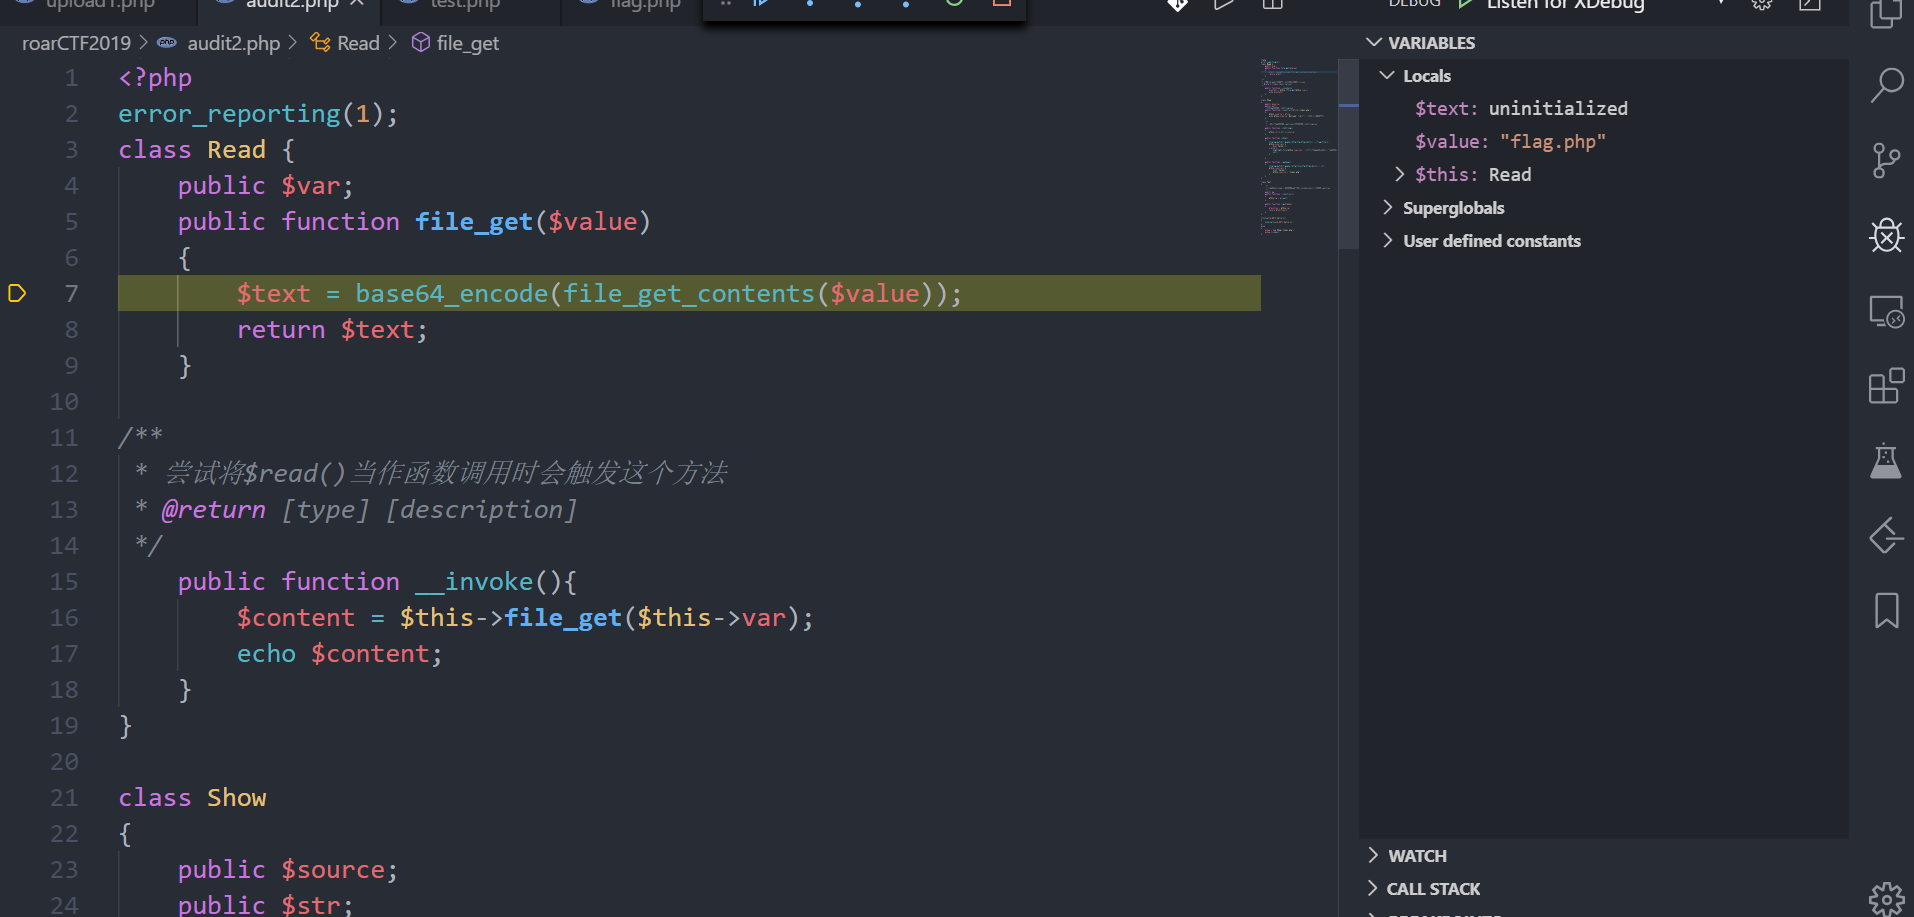 upload1.php audit2.php test.php flag.php DEBUG Listen for XDebug
roarCTF2019 > audit2.php > Read > file_get
1 <?php
2 error_reporting(1);
3 class Read {
4 public $var;
5 public function file_get($value)
6 {
7 $text = base64_encode(file_get_contents($value));
8 return $text;
9 }
10
11 /**
12 * 尝试将$read()当作函数调用时会触发这个方法
13 * @return [type] [description]
14 */
15 public function __invoke(){
16 $content = $this->file_get($this->var);
17 echo $content;
18 }
19 }
20
21 class Show
22 {
23 public $source;
24 public $str;
VARIABLES
Locals
$text: uninitialized
$value: "flag.php"
$this: Read
Superglobals
User defined constants
WATCH
CALL STACK